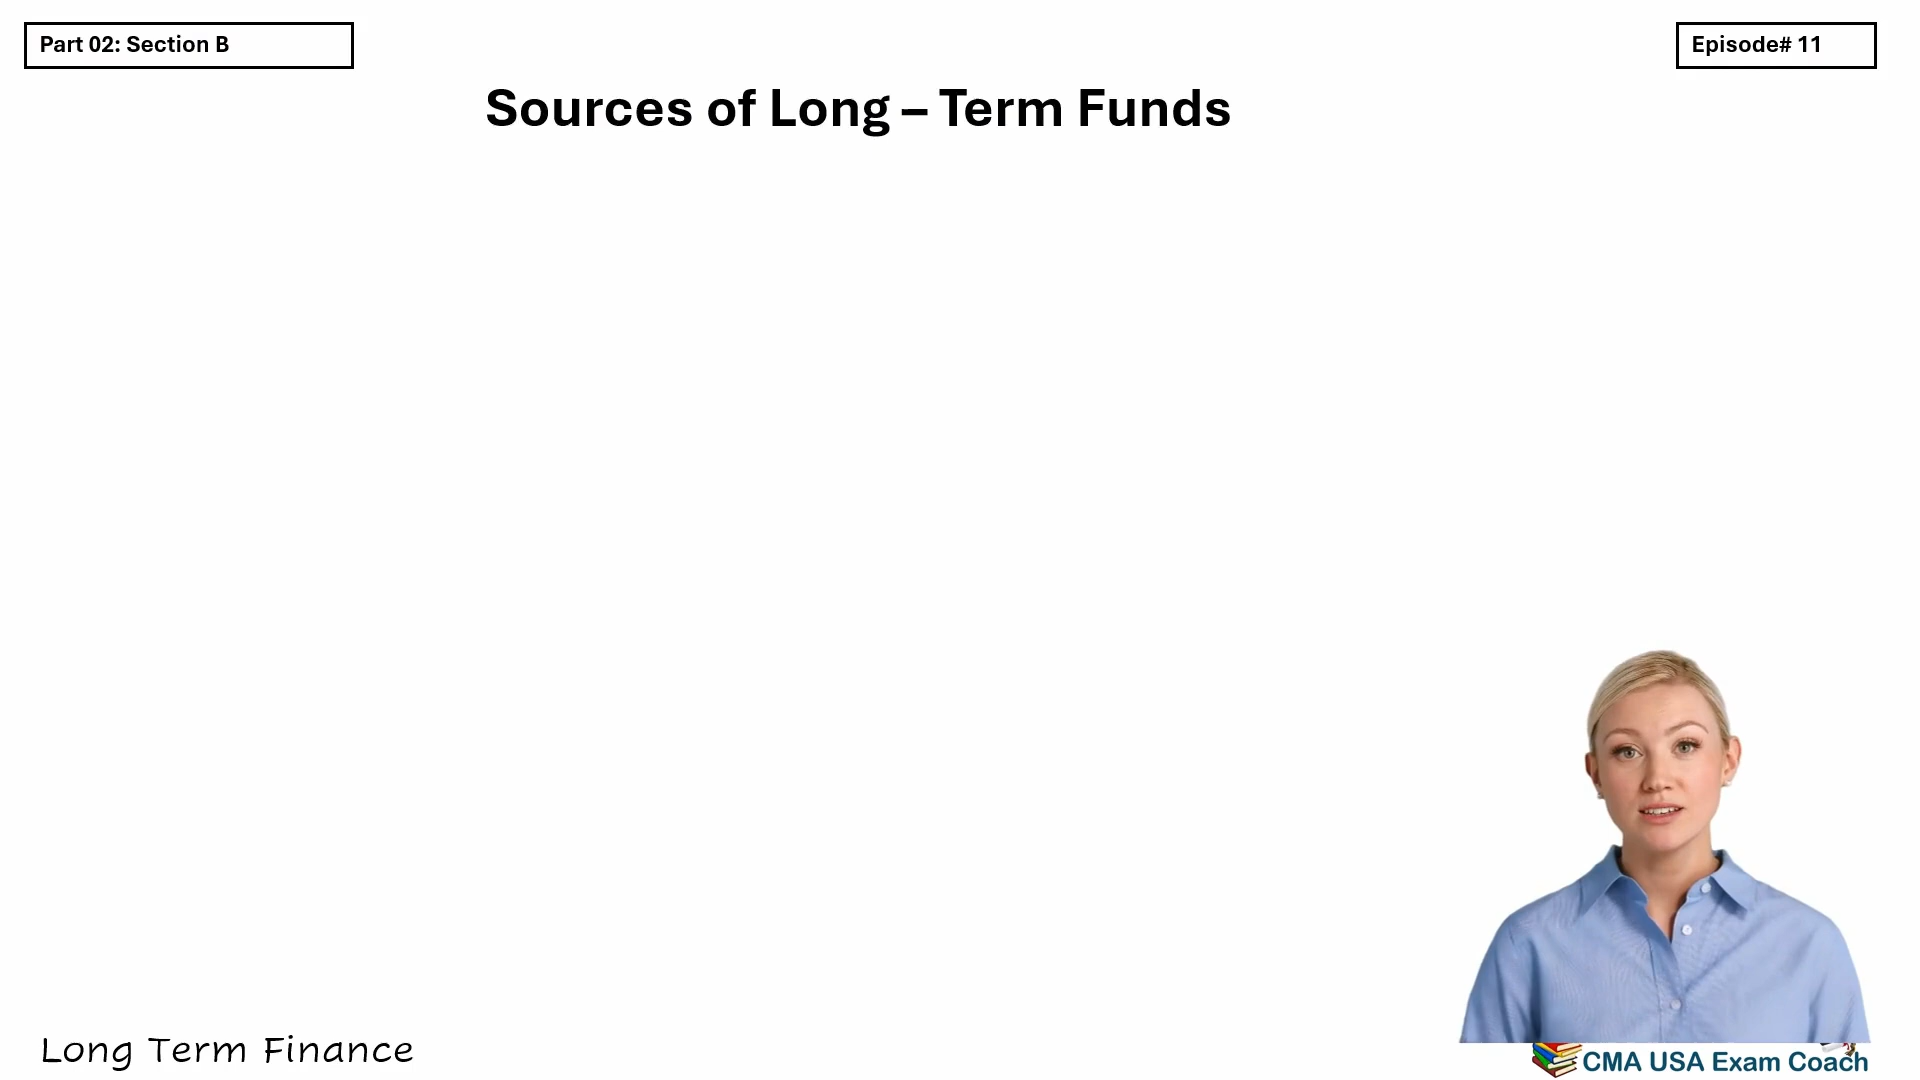 Part 02: Section B
Episode# 11
Sources of Long – Term Funds
Long Term Finance
CMA USA Exam Coach